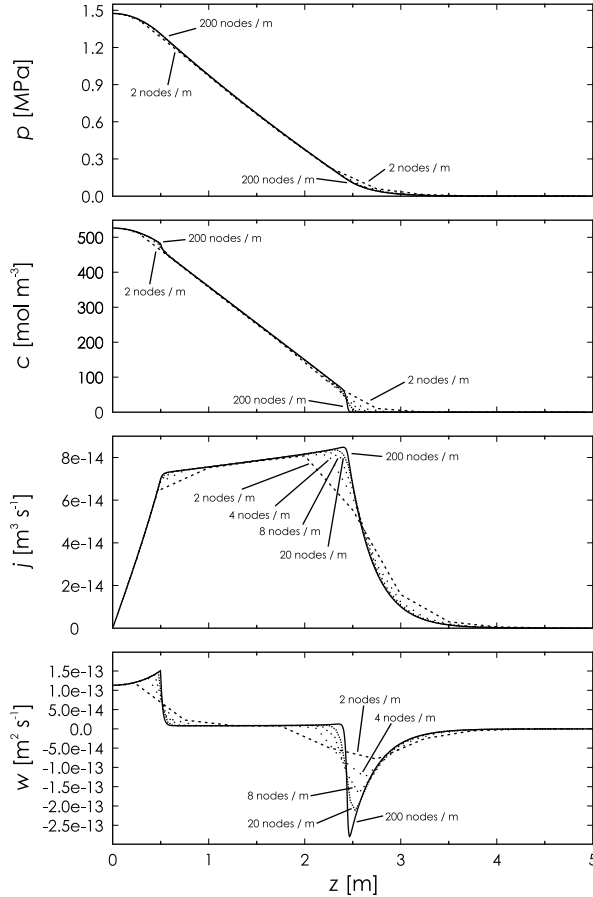 1.5
1.2
0.9
0.6
0.3
0.0
p [MPa]
200 nodes / m
2 nodes / m
2 nodes / m
200 nodes / m
500
400
300
200
100
0
c [mol m⁻³]
200 nodes / m
2 nodes / m
2 nodes / m
200 nodes / m
8e-14
6e-14
4e-14
2e-14
0
j [m³ s⁻¹]
200 nodes / m
2 nodes / m
4 nodes / m
8 nodes / m
20 nodes / m
1.5e-13
1.0e-13
5.0e-14
0.0
-5.0e-14
-1.0e-13
-1.5e-13
-2.0e-13
-2.5e-13
w [m² s⁻¹]
2 nodes / m
4 nodes / m
8 nodes / m
20 nodes / m
200 nodes / m
0 1 2 3 4 5
z [m]